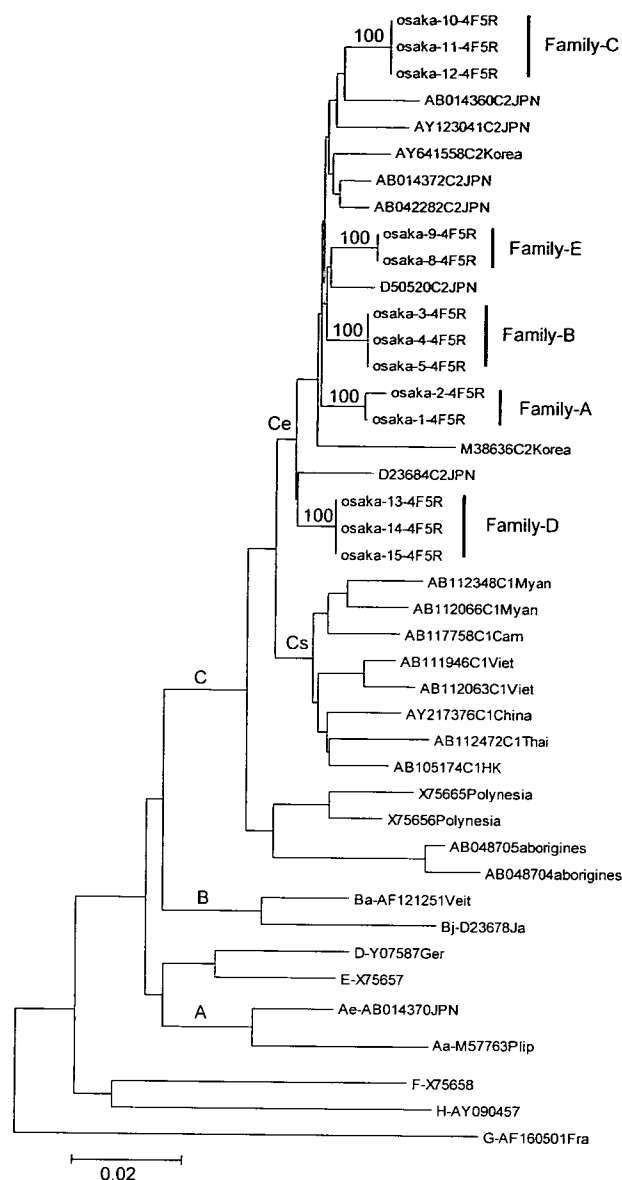 osaka-10-4F5R
100
osaka-11-4F5R
Family-C
osaka-12-4F5R
AB014360C2JPN
AY123041C2JPN
AY641558C2Korea
AB014372C2JPN
AB042282C2JPN
100
osaka-9-4F5R
Family-E
osaka-8-4F5R
D50520C2JPN
osaka-3-4F5R
100
osaka-4-4F5R
Family-B
osaka-5-4F5R
100
osaka-2-4F5R
Family-A
osaka-1-4F5R
Ce
M38636C2Korea
D23684C2JPN
osaka-13-4F5R
100
osaka-14-4F5R
Family-D
osaka-15-4F5R
AB112348C1Myan
AB112066C1Myan
AB117758C1Cam
Cs
AB111946C1Viet
C
AB112063C1Viet
AY217376C1China
AB112472C1Thai
AB105174C1HK
X75665Polynesia
X75656Polynesia
AB048705aborigines
AB048704aborigines
B
Ba-AF121251Veit
Bj-D23678Ja
D-Y07587Ger
E-X75657
A
Ae-AB014370JPN
Aa-M57763Plip
F-X75658
H-AY090457
G-AF160501Fra
0.02